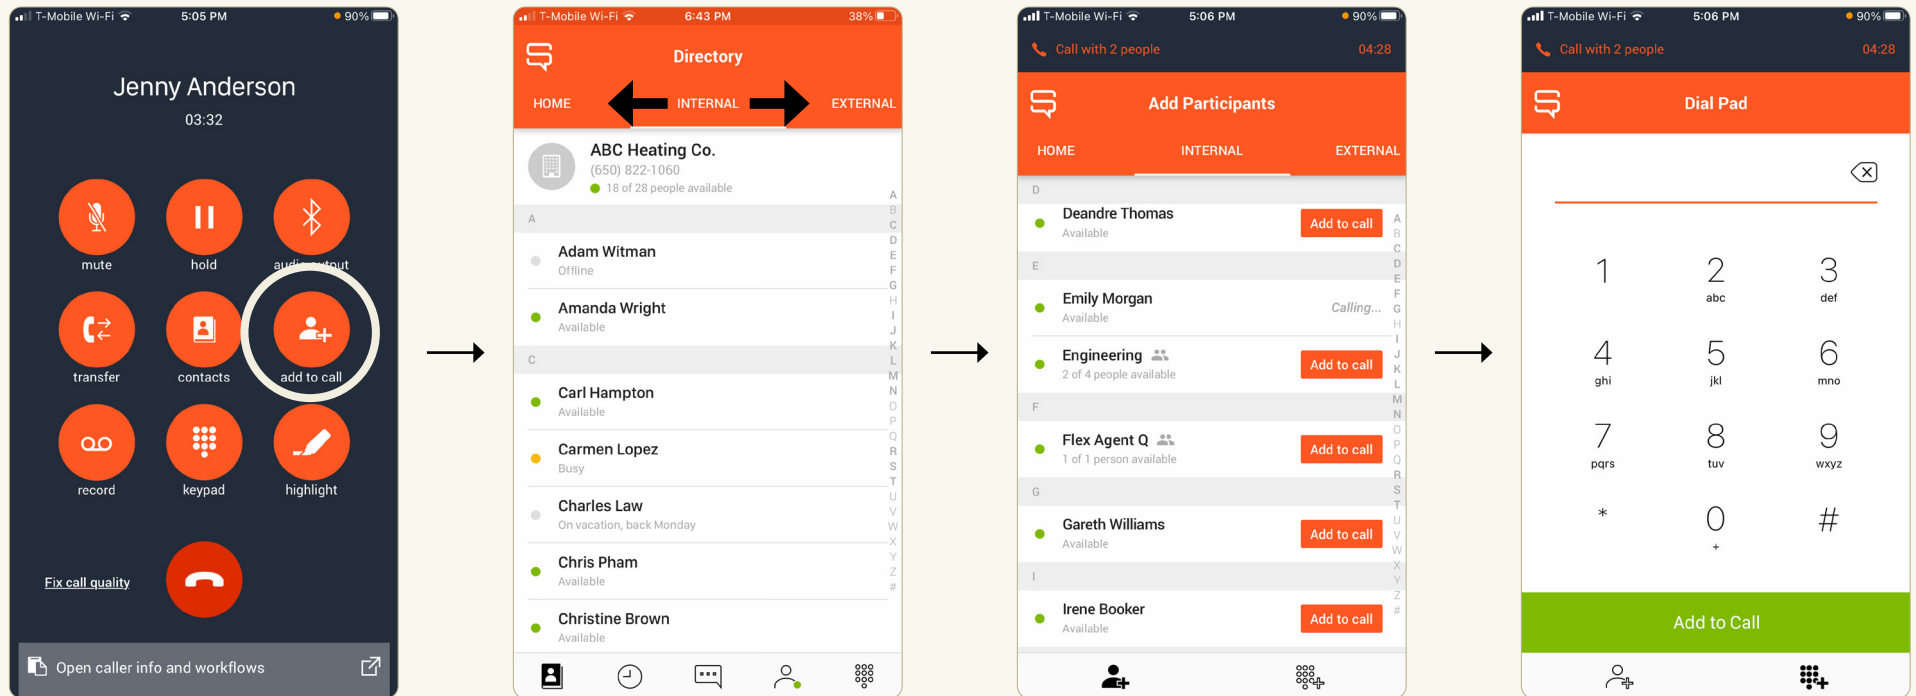 T-Mobile Wi-Fi 5:05 PM 90%
Jenny Anderson
03:32
mute hold audio output
transfer contacts add to call
record keypad highlight
Fix call quality
Open caller info and workflows
T-Mobile Wi-Fi 6:43 PM 38%
Directory
HOME INTERNAL EXTERNAL
ABC Heating Co.
(650) 822-1060
18 of 28 people available
A
Adam Witman
Offline
Amanda Wright
Available
C
Carl Hampton
Available
Carmen Lopez
Busy
Charles Law
On vacation, back Monday
Chris Pham
Available
Christine Brown
Available
A
B
C
D
E
F
G
H
I
J
K
L
M
N
O
P
Q
R
S
T
U
V
W
X
Y
Z
#
T-Mobile Wi-Fi 5:06 PM 90%
Call with 2 people 04:28
Add Participants
HOME INTERNAL EXTERNAL
D
Deandre Thomas
Available
Add to call
E
Emily Morgan
Available
Calling...
Engineering
2 of 4 people available
Add to call
F
Flex Agent Q
1 of 1 person available
Add to call
G
Gareth Williams
Available
Add to call
I
Irene Booker
Available
Add to call
A
B
C
D
E
F
G
H
I
J
K
L
M
N
O
P
Q
R
S
T
U
V
W
X
Y
Z
#
T-Mobile Wi-Fi 5:06 PM 90%
Call with 2 people 04:28
Dial Pad
1 2 3
abc def
4 5 6
ghi jkl mno
7 8 9
pqrs tuv wxyz
* 0 #
+
Add to Call